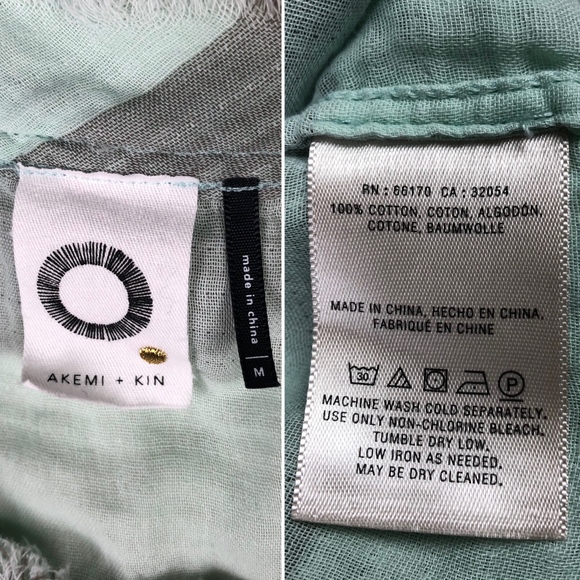 AKEMI + KIN
made in china
M
RN : 66170 CA : 32054
100% COTTON, COTON, ALGODÓN,
COTONE, BAUMWOLLE
MADE IN CHINA, HECHO EN CHINA,
FABRIQUÉ EN CHINE
30
P
MACHINE WASH COLD SEPARATELY.
USE ONLY NON-CHLORINE BLEACH.
TUMBLE DRY LOW.
LOW IRON AS NEEDED.
MAY BE DRY CLEANED.